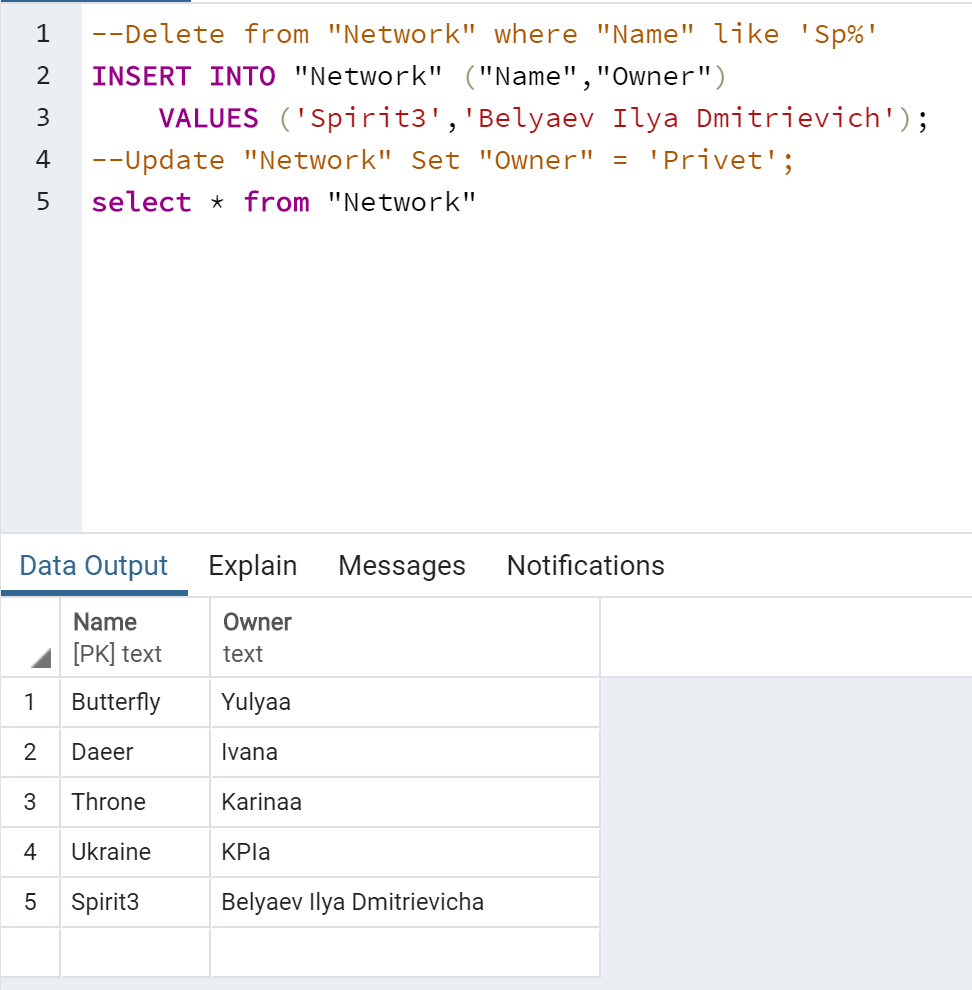 1 --Delete from "Network" where "Name" like 'Sp%'
2 INSERT INTO "Network" ("Name","Owner")
3 VALUES ('Spirit3','Belyaev Ilya Dmitrievich');
4 --Update "Network" Set "Owner" = 'Privet';
5 select * from "Network"
Data Output Explain Messages Notifications
Name Owner
[PK] text text
1 Butterfly Yulyaa
2 Daeer Ivana
3 Throne Karinaa
4 Ukraine KPIa
5 Spirit3 Belyaev Ilya Dmitrievicha